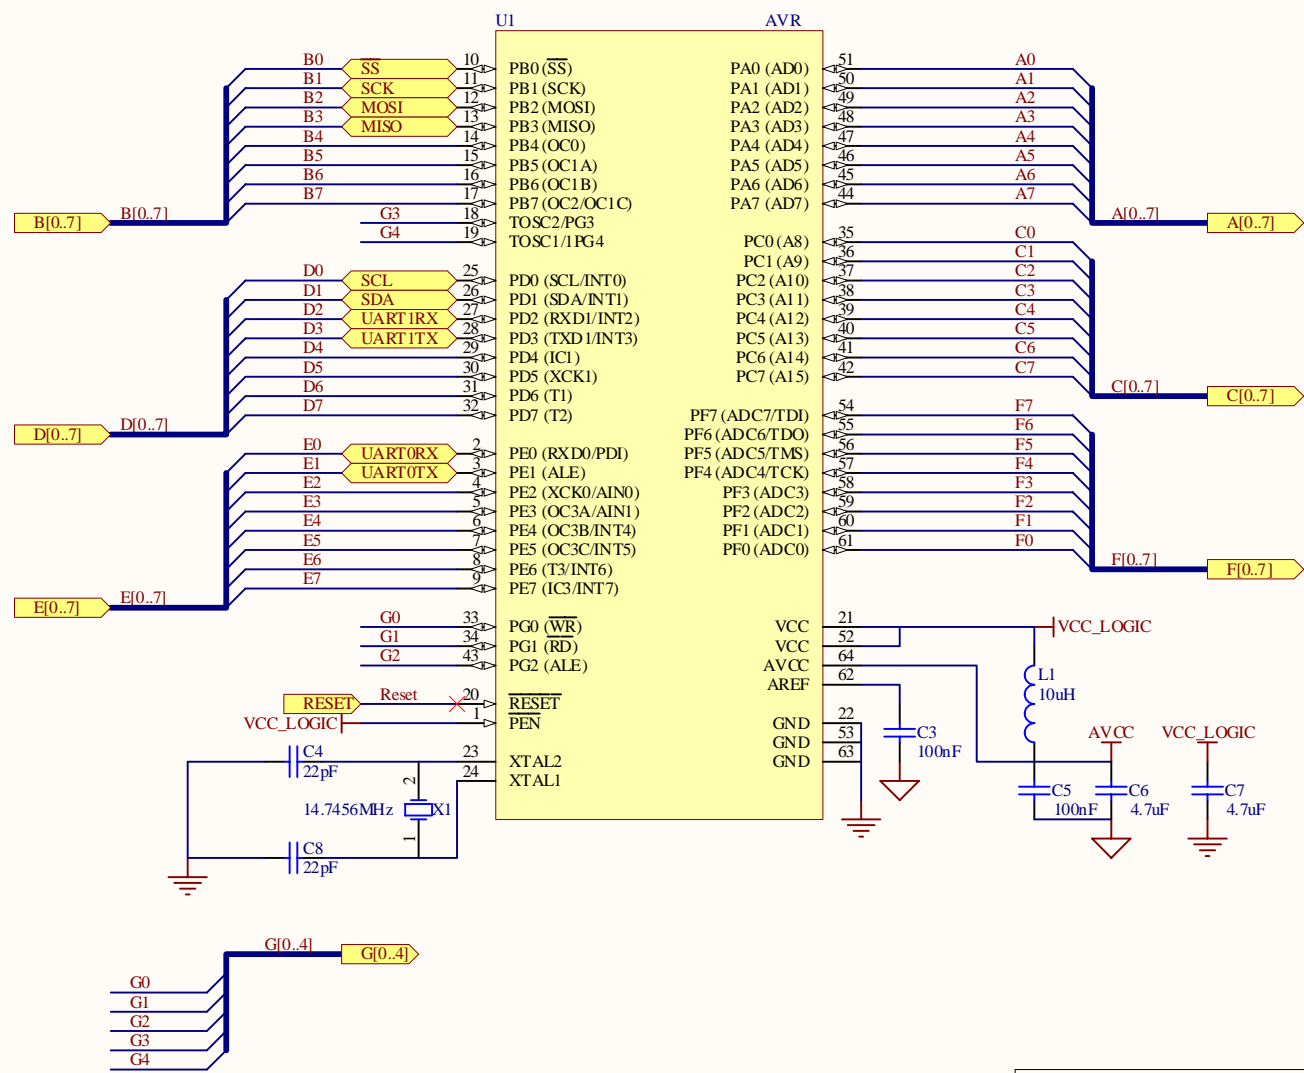 U1 AVR
B0 SS 10 PB0 (SS) PA0 (AD0) 51 A0
B1 SCK 11 PB1 (SCK) PA1 (AD1) 50 A1
B2 MOSI 12 PB2 (MOSI) PA2 (AD2) 49 A2
B3 MISO 13 PB3 (MISO) PA3 (AD3) 48 A3
B4 14 PB4 (OC0) PA4 (AD4) 47 A4
B5 15 PB5 (OC1A) PA5 (AD5) 46 A5
B6 16 PB6 (OC1B) PA6 (AD6) 45 A6
B7 17 PB7 (OC2/OC1C) PA7 (AD7) 44 A7
B[0..7] B[0..7] G3 18 TOSC2/PG3 A[0..7] A[0..7]
G4 19 TOSC1/1PG4 PC0 (A8) 35 C0
PC1 (A9) 36 C1
D0 SCL 25 PD0 (SCL/INT0) PC2 (A10) 37 C2
D1 SDA 26 PD1 (SDA/INT1) PC3 (A11) 38 C3
D2 UART1RX 27 PD2 (RXD1/INT2) PC4 (A12) 39 C4
D3 UART1TX 28 PD3 (TXD1/INT3) PC5 (A13) 40 C5
D4 29 PD4 (IC1) PC6 (A14) 41 C6
D5 30 PD5 (XCK1) PC7 (A15) 42 C7
D6 31 PD6 (T1) C[0..7] C[0..7]
D7 32 PD7 (T2) PF7 (ADC7/TDI) 54 F7
D[0..7] D[0..7] PF6 (ADC6/TDO) 55 F6
E0 UART0RX 2 PE0 (RXD0/PDI) PF5 (ADC5/TMS) 56 F5
E1 UART0TX 3 PE1 (ALE) PF4 (ADC4/TCK) 57 F4
E2 4 PE2 (XCK0/AIN0) PF3 (ADC3) 58 F3
E3 5 PE3 (OC3A/AIN1) PF2 (ADC2) 59 F2
E4 6 PE4 (OC3B/INT4) PF1 (ADC1) 60 F1
E5 7 PE5 (OC3C/INT5) PF0 (ADC0) 61 F0
E6 8 PE6 (T3/INT6) F[0..7] F[0..7]
E7 9 PE7 (IC3/INT7)
E[0..7] E[0..7]
G0 33 PG0 (WR) VCC 21 VCC_LOGIC
G1 34 PG1 (RD) VCC 52
G2 43 PG2 (ALE) AVCC 64
AREF 62 L1
10uH
RESET Reset 20 RESET
VCC_LOGIC 1 PEN GND 22
C3 AVCC VCC_LOGIC
GND 53
100nF
C4 23 XTAL2 GND 63
22pF 24 XTAL1
2
C5 C6 C7
14.7456MHz X1 100nF 4.7uF 4.7uF
1
C8
22pF
G[0..4] G[0..4]
G0
G1
G2
G3
G4